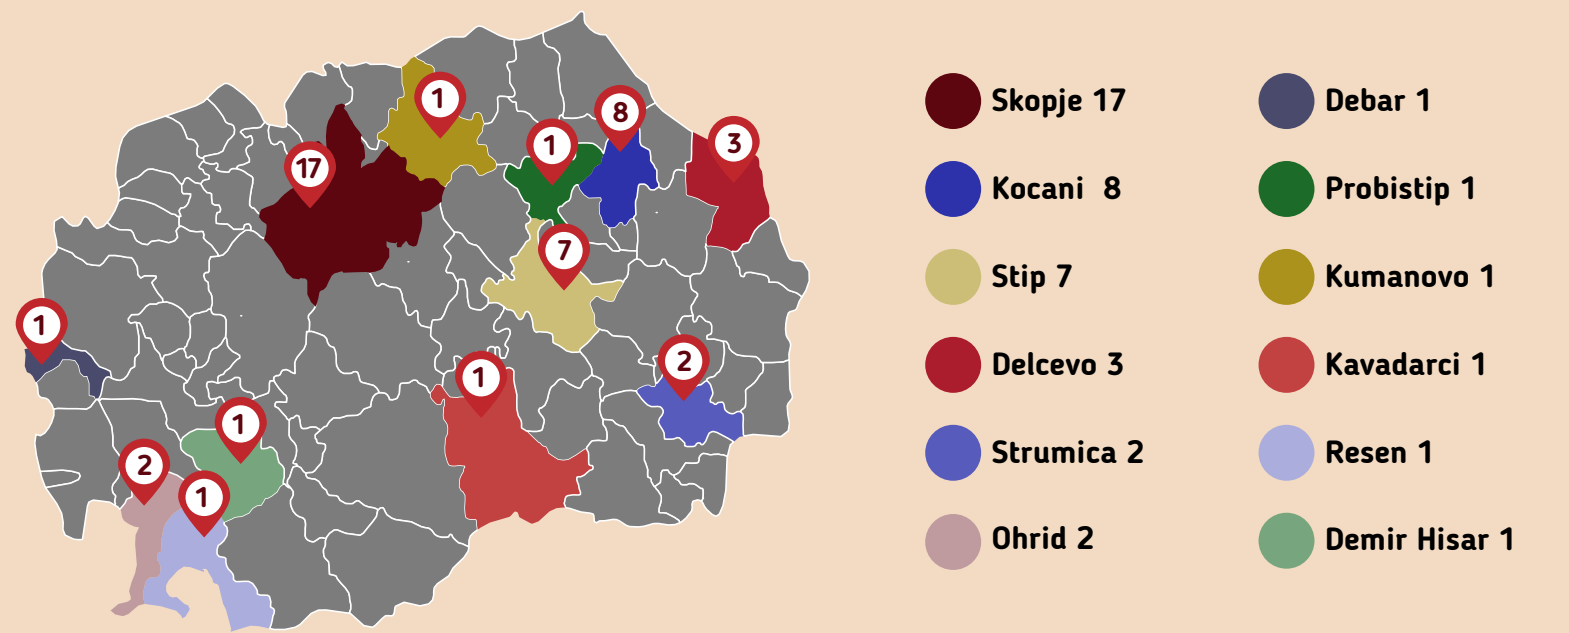 1
8
1
3
17
7
1
2
1
1
2
1
Skopje 17
Debar 1
Kocani 8
Probistip 1
Stip 7
Kumanovo 1
Delcevo 3
Kavadarci 1
Strumica 2
Resen 1
Ohrid 2
Demir Hisar 1